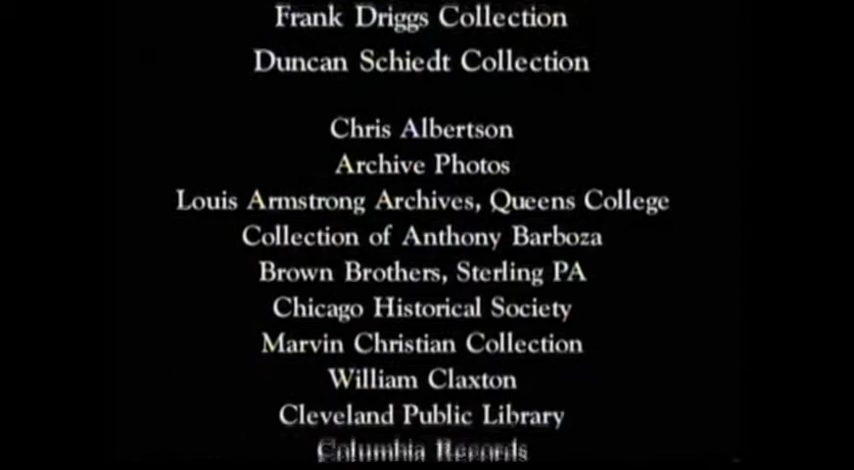 Frank Driggs Collection
Duncan Schiedt Collection
Chris Albertson
Archive Photos
Louis Armstrong Archives, Queens College
Collection of Anthony Barboza
Brown Brothers, Sterling PA
Chicago Historical Society
Marvin Christian Collection
William Claxton
Cleveland Public Library
Columbia Records